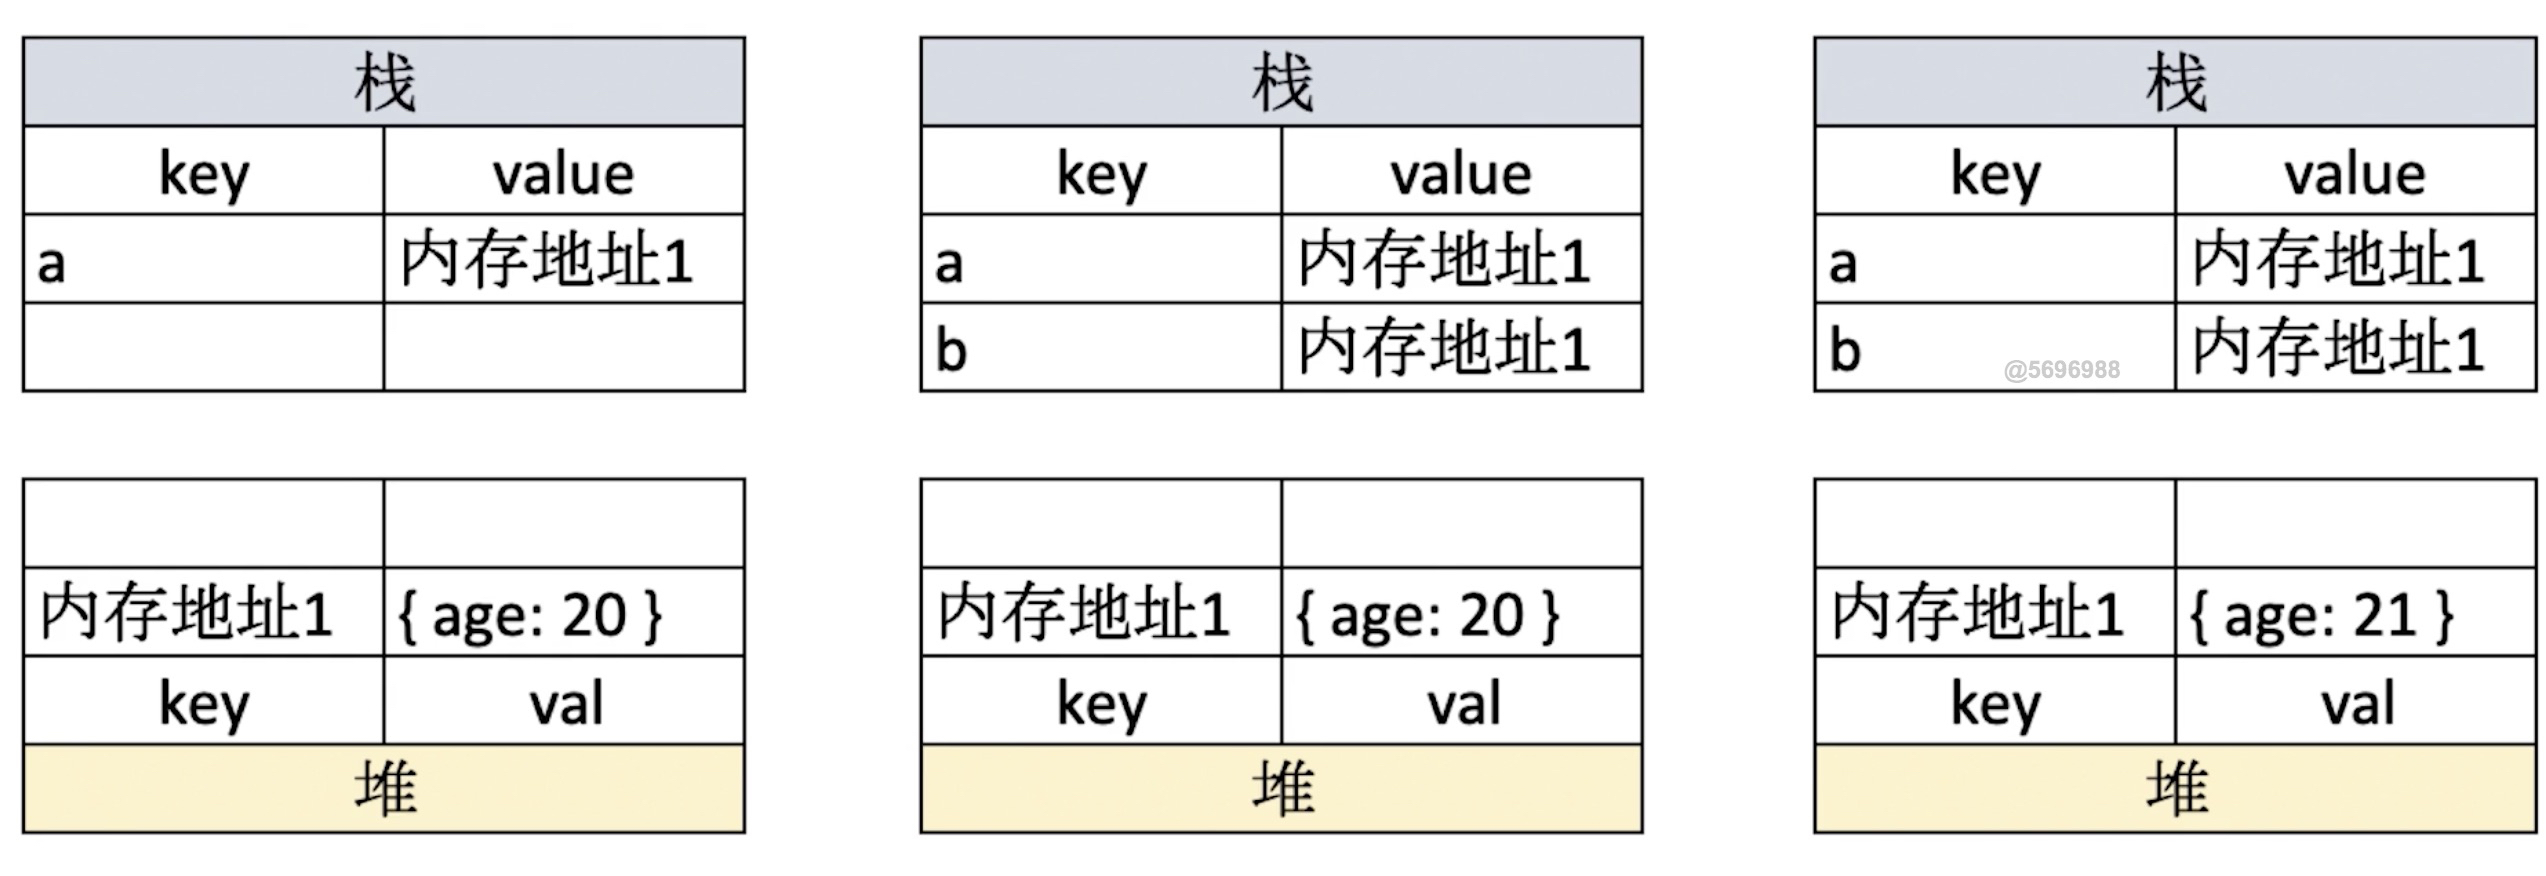 栈
key value
a 内存地址1
内存地址1 { age: 20 }
key val
堆
栈
key value
a 内存地址1
b 内存地址1
内存地址1 { age: 20 }
key val
堆
栈
key value
a 内存地址1
b 内存地址1
@5696988
内存地址1 { age: 21 }
key val
堆